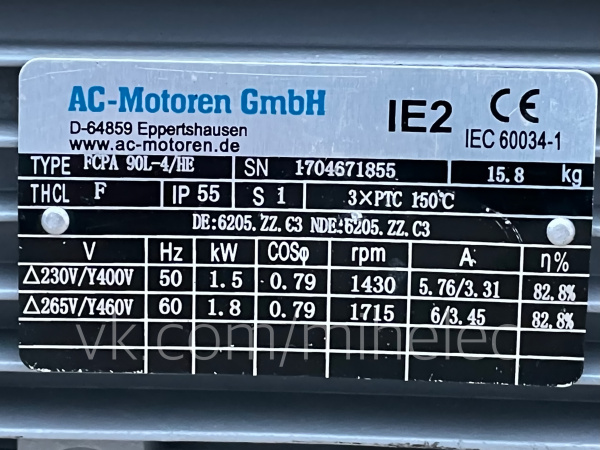 AC-Motoren GmbH
D-64859 Eppertshausen
www.ac-motoren.de
IE2 CE
IEC 60034-1
TYPE FCPA 90L-4/HE SN 1704671855 15.8 kg
THCL F IP 55 S 1 3×PTC 150℃
DE:6205.ZZ.C3 NDE:6205.ZZ.C3
V Hz kW COSφ rpm A η%
△230V/Y400V 50 1.5 0.79 1430 5.76/3.31 82.8%
△265V/Y460V 60 1.8 0.79 1715 6/3.45 82.8%
vk.com/minelec